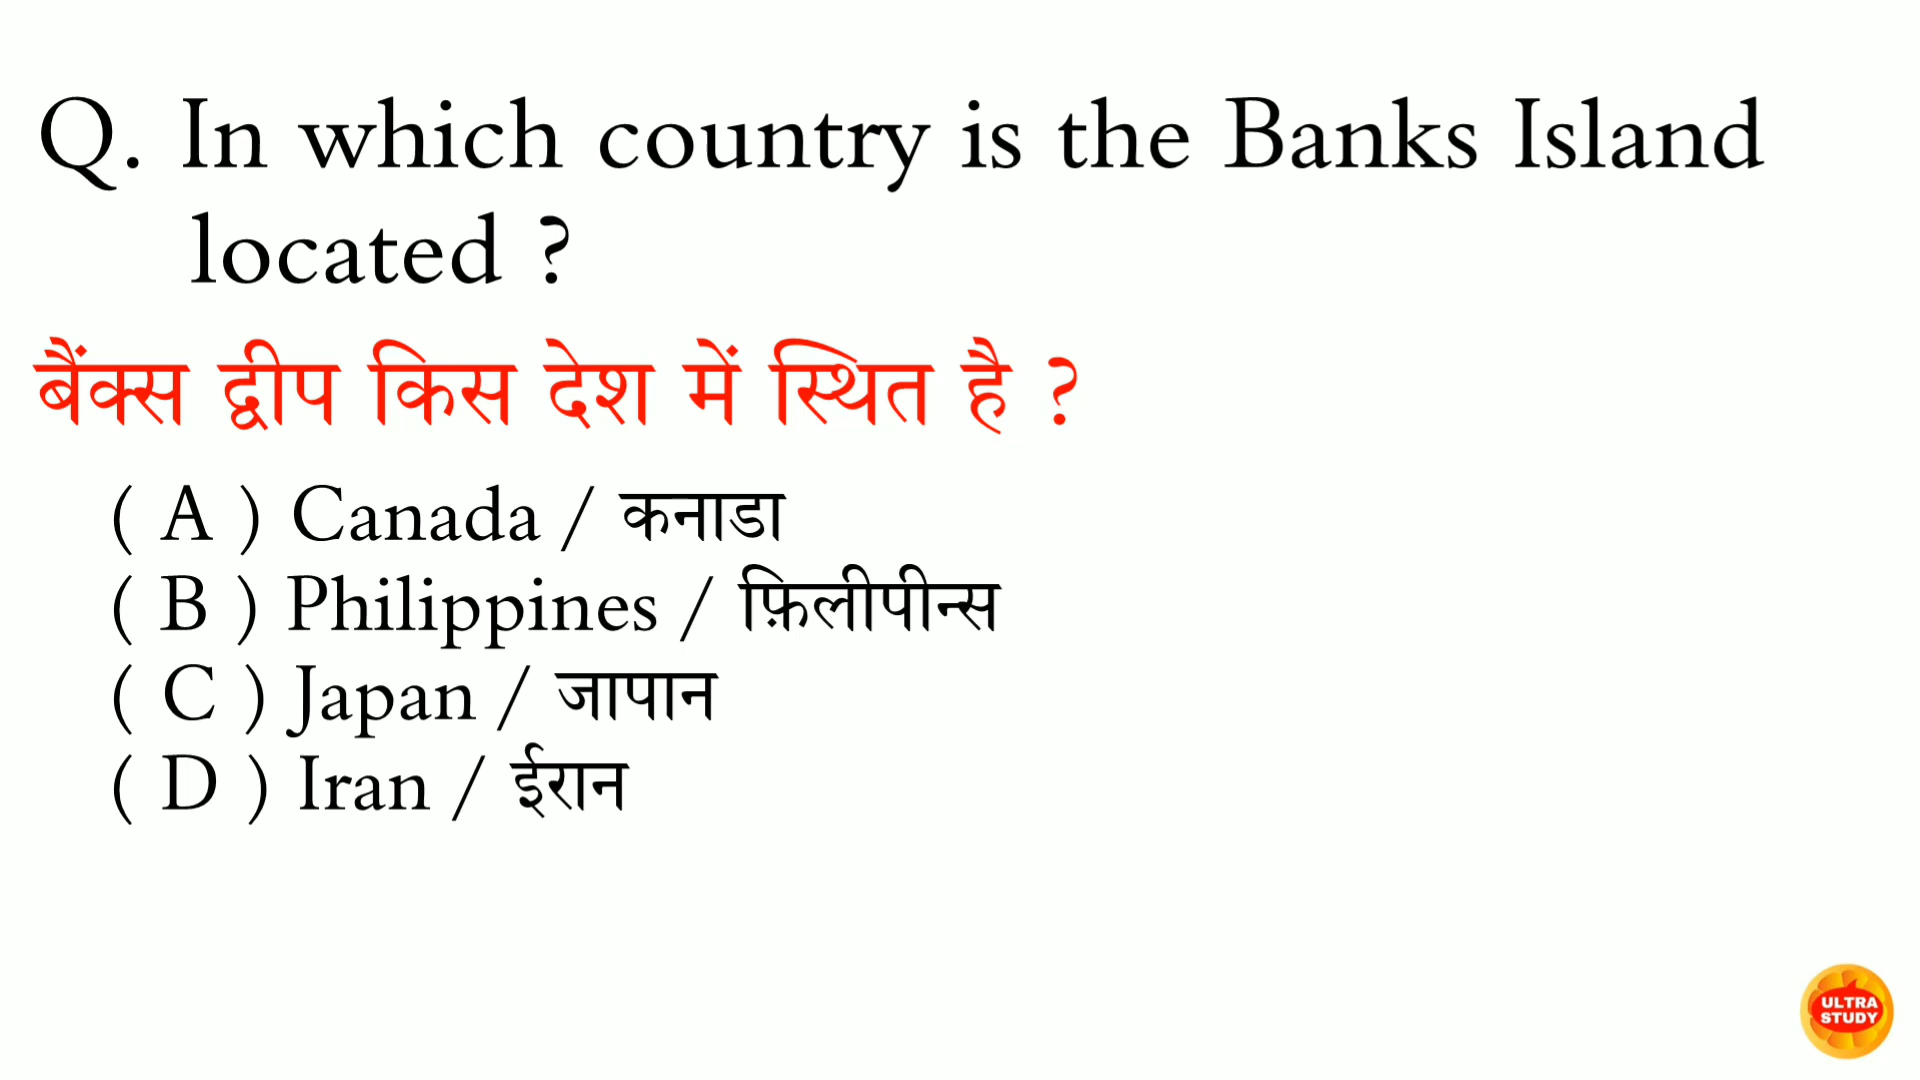 Q. In which country is the Banks Island
located ?
बैंक्स द्वीप किस देश में स्थित है ?
( A ) Canada / कनाडा
( B ) Philippines / फ़िलीपीन्स
( C ) Japan / जापान
( D ) Iran / ईरान
ULTRA
STUDY